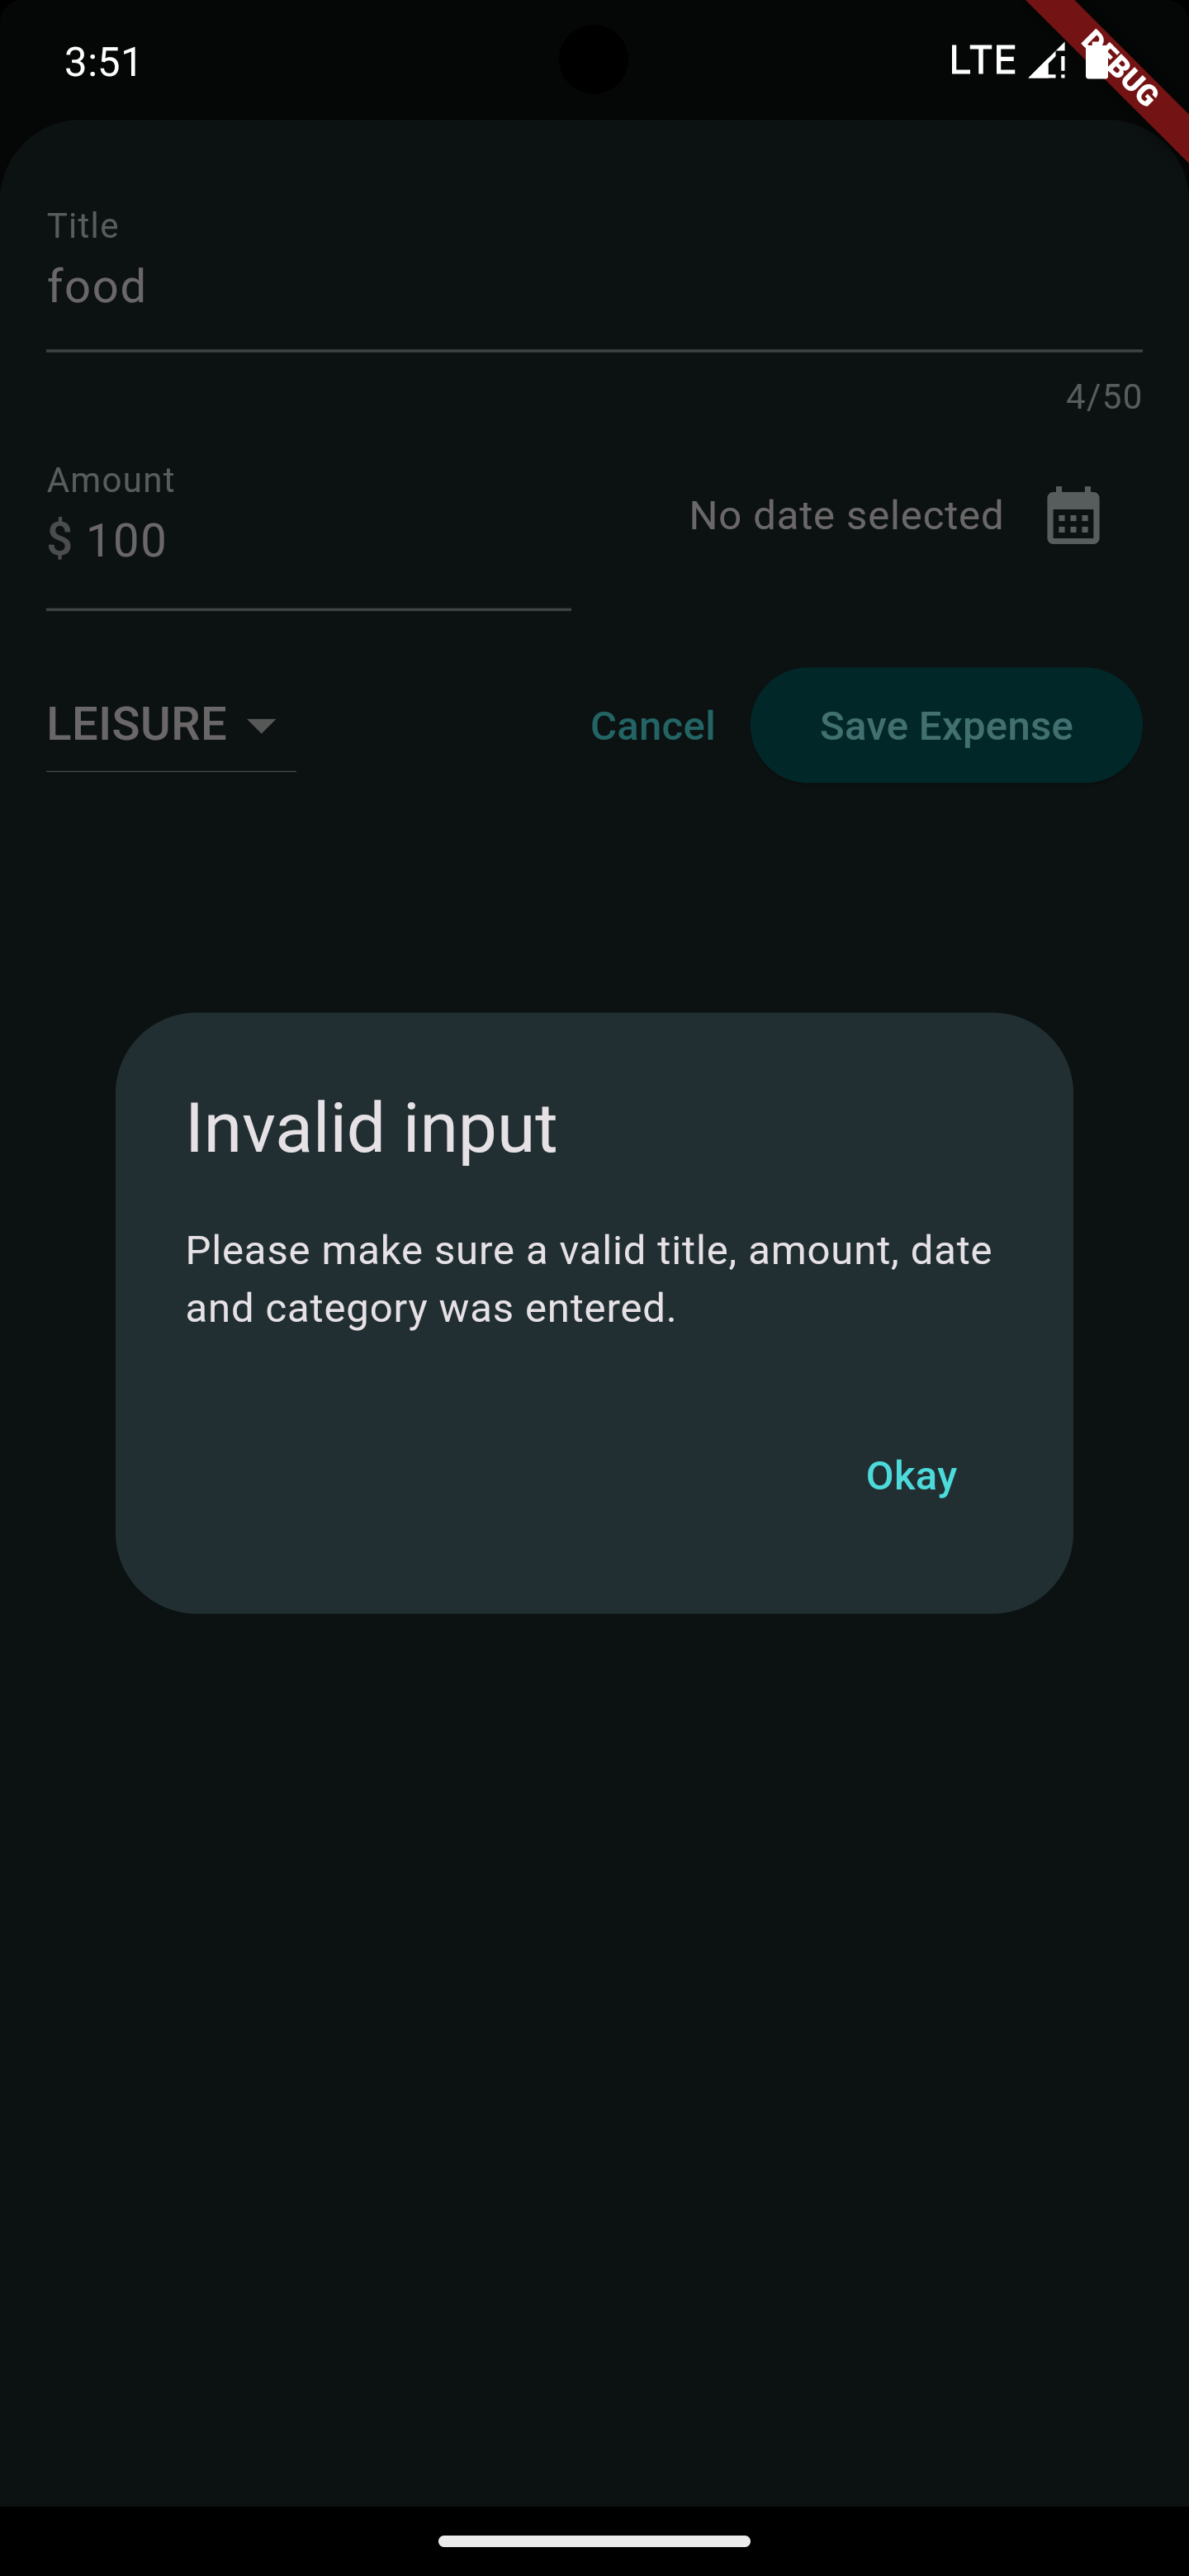 3:51
LTE
DEBUG
Title
food
4/50
Amount
$ 100
No date selected
LEISURE
Cancel
Save Expense
Invalid input
Please make sure a valid title, amount, date
and category was entered.
Okay